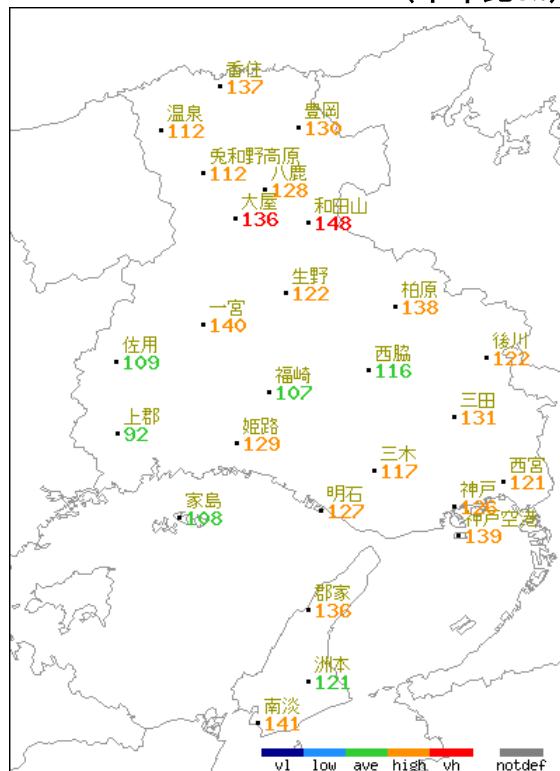 香住
137
温泉
112
豊岡
130
兎和野高原
112
八鹿
128
大屋
136
和田山
148
生野
122
柏原
138
一宮
140
佐用
109
西脇
116
後川
122
福崎
107
三田
131
上郡
92
姫路
129
三木
117
西宮
121
家島
108
明石
127
神戸
126
神戸空港
139
郡家
136
洲本
121
南淡
141
vl low ave high vh notdef